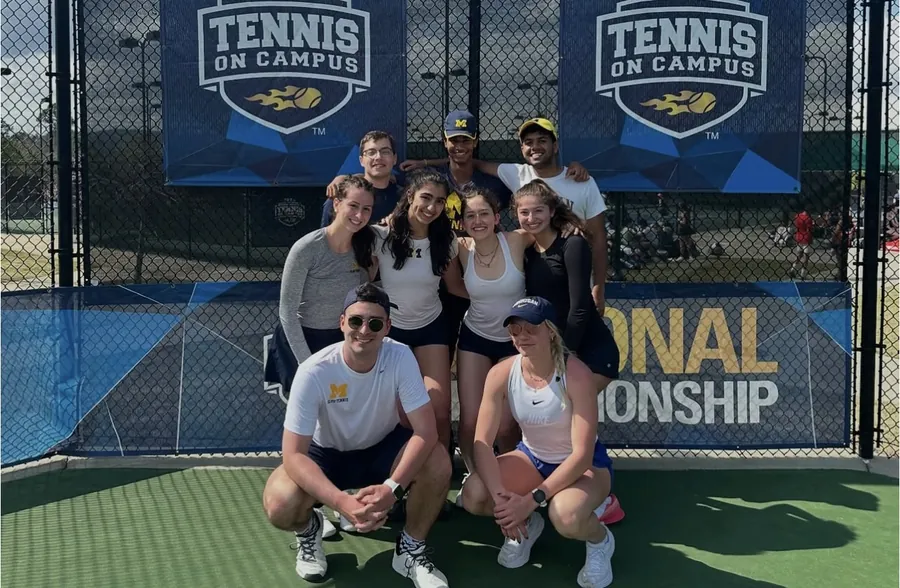 TENNIS
ON CAMPUS
TM
TENNIS
ON CAMPUS
TM
M
M
ONAL
IONSHIP
M